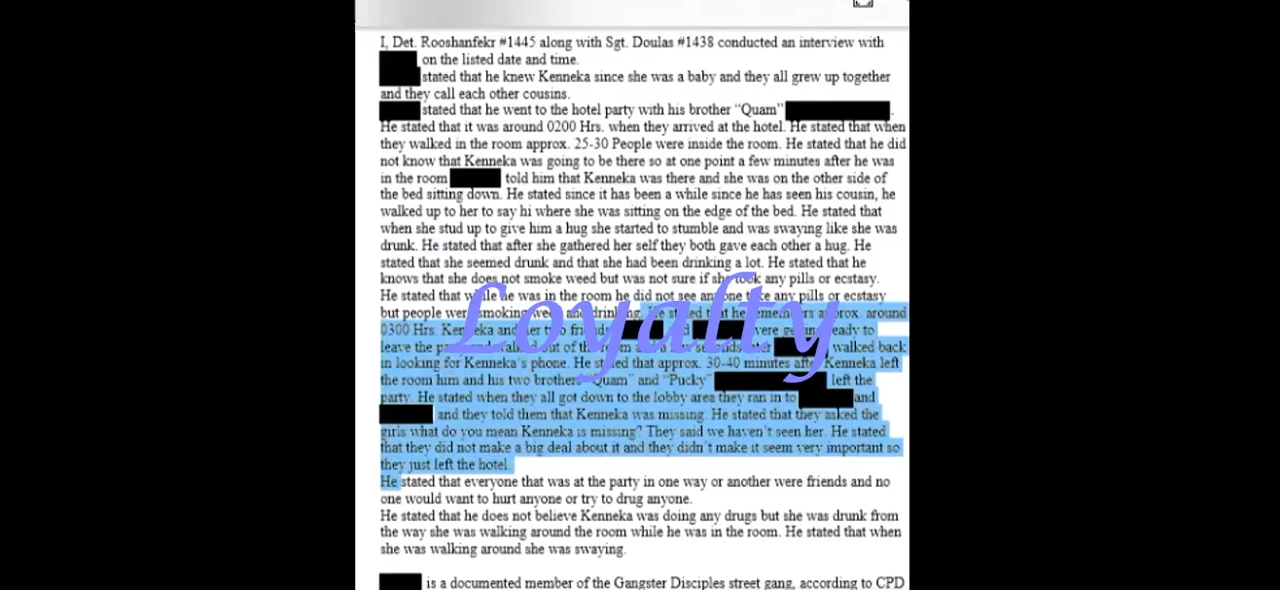 I, Det. Rooshanfekr #1445 along with Sgt. Doulas #1438 conducted an interview with
on the listed date and time.
stated that he knew Kenneka since she was a baby and they all grew up together
and they call each other cousins.
stated that he went to the hotel party with his brother “Quam”
He stated that it was around 0200 Hrs. when they arrived at the hotel. He stated that when
they walked in the room approx. 25-30 People were inside the room. He stated that he did
not know that Kenneka was going to be there so at one point a few minutes after he was
in the room told him that Kenneka was there and she was on the other side of
the bed sitting down. He stated since it has been a while since he has seen his cousin, he
walked up to her to say hi where she was sitting on the edge of the bed. He stated that
when she stud up to give him a hug she started to stumble and was swaying like she was
drunk. He stated that after she gathered her self they both gave each other a hug. He
stated that she seemed drunk and that she had been drinking a lot. He stated that he
knows that she does not smoke weed but was not sure if she took any pills or ecstasy.
He stated that while he was in the room he did not see anyone take any pills or ecstasy
but people were smoking weed and drinking. He stated that he remembers approx. around
0300 Hrs. Kenneka and her two friends were getting ready to
leave the party and walked out of the room and a few seconds later walked back
in looking for Kenneka’s phone. He stated that approx. 30-40 minutes after Kenneka left
the room him and his two brothers “Quam” and “Pucky” left the
party. He stated when they all got down to the lobby area they ran in to and
and they told them that Kenneka was missing. He stated that they asked the
girls what do you mean Kenneka is missing? They said we haven’t seen her. He stated
that they did not make a big deal about it and they didn’t make it seem very important so
they just left the hotel.
He stated that everyone that was at the party in one way or another were friends and no
one would want to hurt anyone or try to drug anyone.
He stated that he does not believe Kenneka was doing any drugs but she was drunk from
the way she was walking around the room while he was in the room. He stated that when
she was walking around she was swaying.
is a documented member of the Gangster Disciples street gang, according to CPD
Loyalty